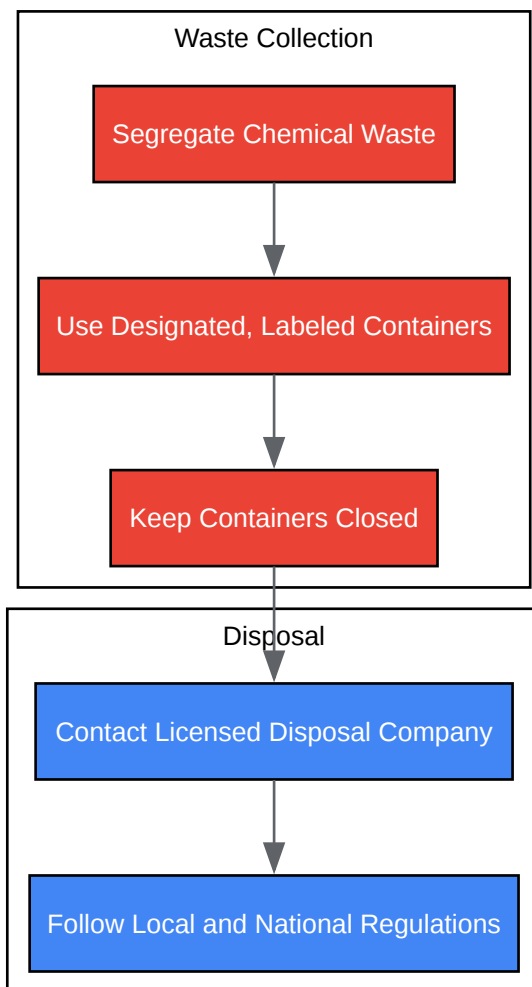 Waste Collection
Segregate Chemical Waste
Use Designated, Labeled Containers
Keep Containers Closed
Disposal
Contact Licensed Disposal Company
Follow Local and National Regulations